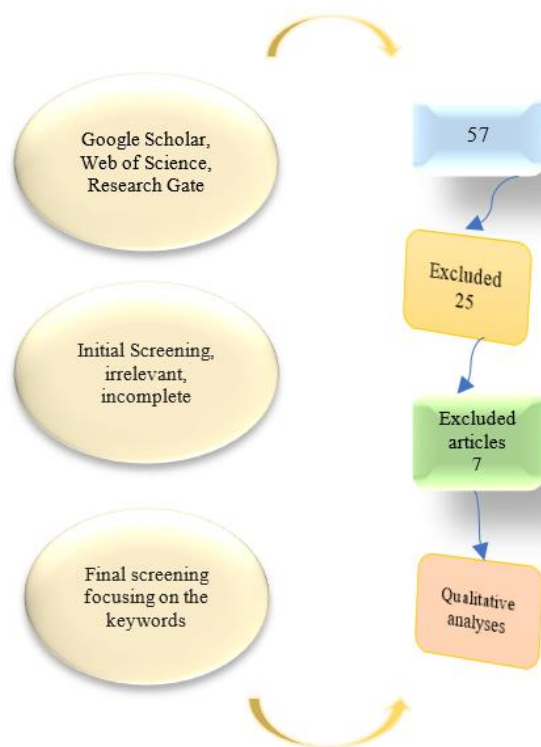 Google Scholar,
Web of Science,
Research Gate
57
Excluded
25
Initial Screening,
irrelevant,
incomplete
Excluded
articles
7
Final screening
focusing on the
keywords
Qualitative
analyses